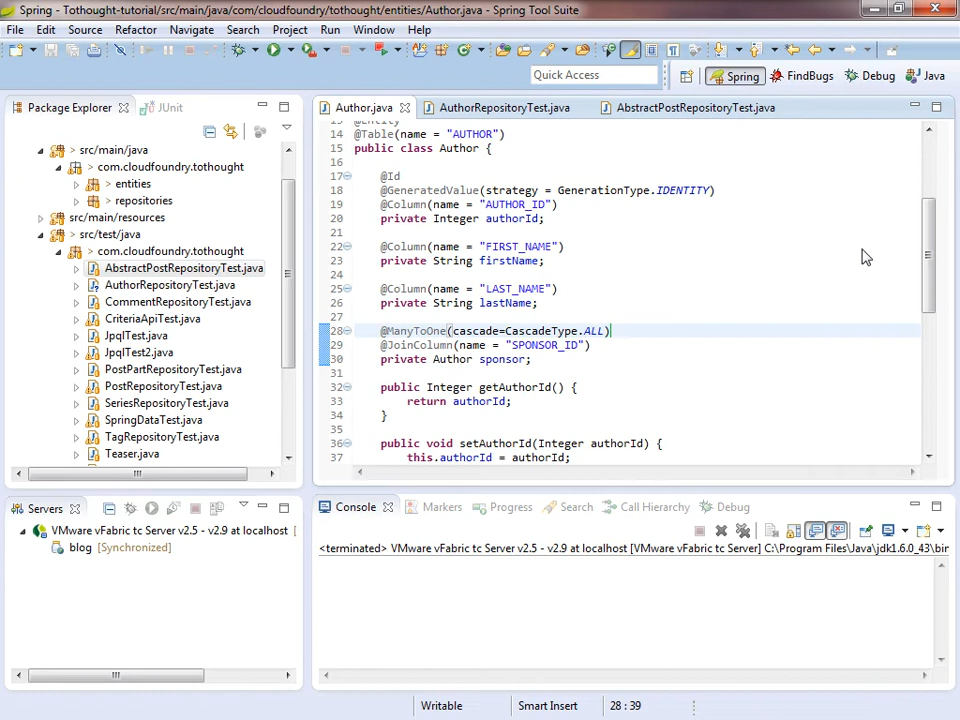 Spring - Tothought-tutorial/src/main/java/com/cloudfoundry/tothought/entities/Author.java - Spring Tool Suite
File Edit Source Refactor Navigate Search Project Run Window Help
Quick Access
Spring FindBugs Debug Java
Package Explorer JUnit
src/main/java
> com.cloudfoundry.tothought
> entities
> repositories
src/main/resources
src/test/java
> com.cloudfoundry.tothought
AbstractPostRepositoryTest.java
AuthorRepositoryTest.java
CommentRepositoryTest.java
CriteriaApiTest.java
JpqlTest.java
JpqlTest2.java
PostPartRepositoryTest.java
PostRepositoryTest.java
SeriesRepositoryTest.java
SpringDataTest.java
TagRepositoryTest.java
Teaser.java
Author.java AuthorRepositoryTest.java AbstractPostRepositoryTest.java
13 @Entity
14 @Table(name = "AUTHOR")
15 public class Author {
16
17 @Id
18 @GeneratedValue(strategy = GenerationType.IDENTITY)
19 @Column(name = "AUTHOR_ID")
20 private Integer authorId;
21
22 @Column(name = "FIRST_NAME")
23 private String firstName;
24
25 @Column(name = "LAST_NAME")
26 private String lastName;
27
28 @ManyToOne(cascade=CascadeType.ALL)
29 @JoinColumn(name = "SPONSOR_ID")
30 private Author sponsor;
31
32 public Integer getAuthorId() {
33 return authorId;
34 }
35
36 public void setAuthorId(Integer authorId) {
37 this.authorId = authorId;
Servers
VMware vFabric tc Server v2.5 - v2.9 at localhost [
blog [Synchronized]
Console Markers Progress Search Call Hierarchy Debug
<terminated> VMware vFabric tc Server v2.5 - v2.9 at localhost [VMware vFabric tc Server] C:\Program Files\Java\jdk1.6.0_43\bin
Writable Smart Insert 28 : 39